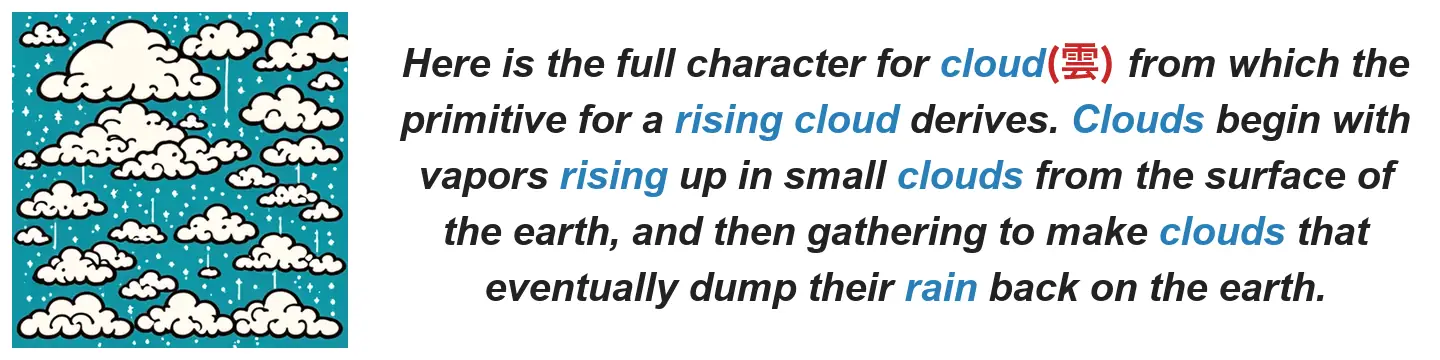 Here is the full character for cloud(雲) from which the
primitive for a rising cloud derives. Clouds begin with
vapors rising up in small clouds from the surface of
the earth, and then gathering to make clouds that
eventually dump their rain back on the earth.